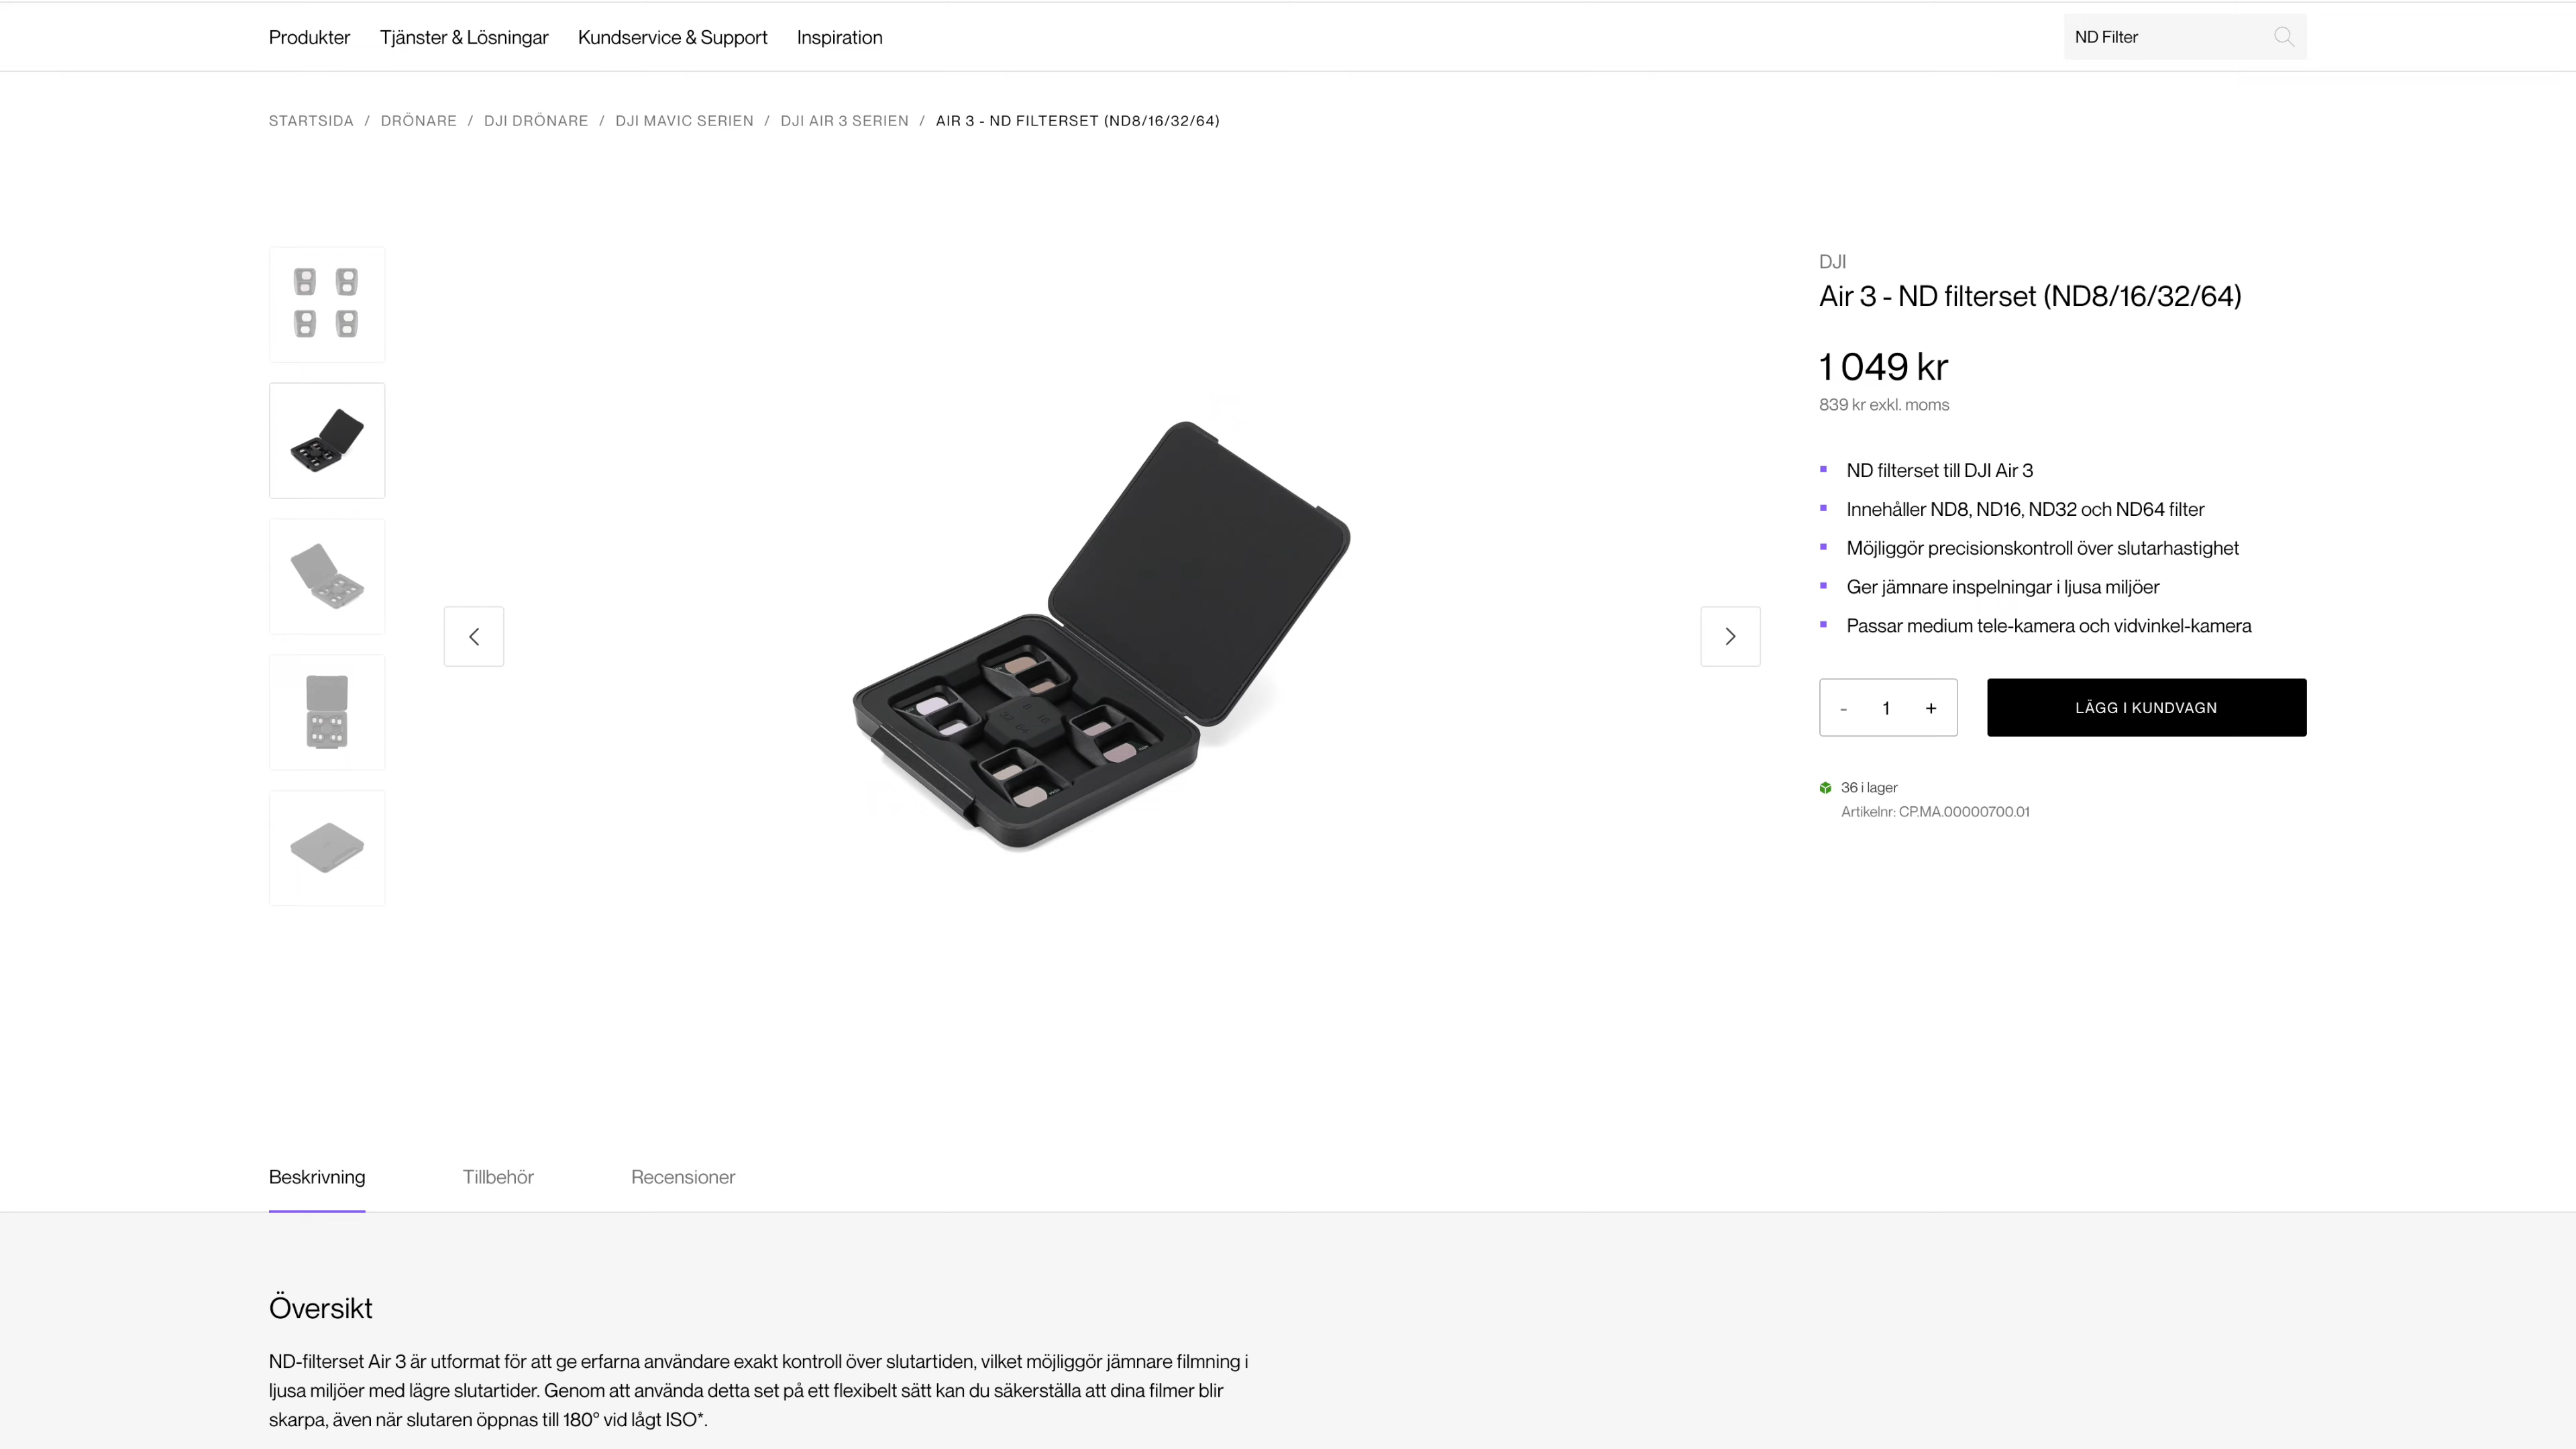 Produkter Tjänster & Lösningar Kundservice & Support Inspiration ND Filter
STARTSIDA / DRÖNARE / DJI DRÖNARE / DJI MAVIC SERIEN / DJI AIR 3 SERIEN / AIR 3 - ND FILTERSET (ND8/16/32/64)
DJI
Air 3 - ND filterset (ND8/16/32/64)
1 049 kr
839 kr exkl. moms
ND filterset till DJI Air 3
Innehåller ND8, ND16, ND32 och ND64 filter
Möjliggör precisionskontroll över slutarhastighet
Ger jämnare inspelningar i ljusa miljöer
Passar medium tele-kamera och vidvinkel-kamera
- 1 + LÄGG I KUNDVAGN
36 i lager
Artikelnr: CP.MA.00000700.01
8 16
32 64
Beskrivning Tillbehör Recensioner
Översikt
ND-filterset Air 3 är utformat för att ge erfarna användare exakt kontroll över slutartiden, vilket möjliggör jämnare filmning i
ljusa miljöer med lägre slutartider. Genom att använda detta set på ett flexibelt sätt kan du säkerställa att dina filmer blir
skarpa, även när slutaren öppnas till 180° vid lågt ISO*.